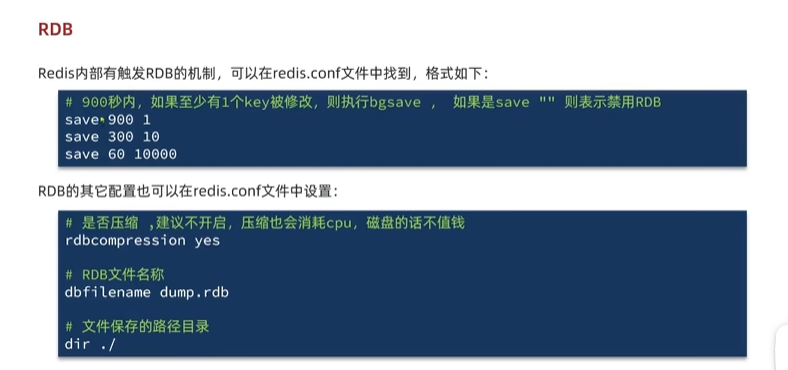 RDB
Redis内部有触发RDB的机制，可以在redis.conf文件中找到，格式如下：
# 900秒内，如果至少有1个key被修改，则执行bgsave ， 如果是save "" 则表示禁用RDB
save 900 1
save 300 10
save 60 10000
RDB的其它配置也可以在redis.conf文件中设置：
# 是否压缩 ,建议不开启，压缩也会消耗cpu，磁盘的话不值钱
rdbcompression yes
# RDB文件名称
dbfilename dump.rdb
# 文件保存的路径目录
dir ./